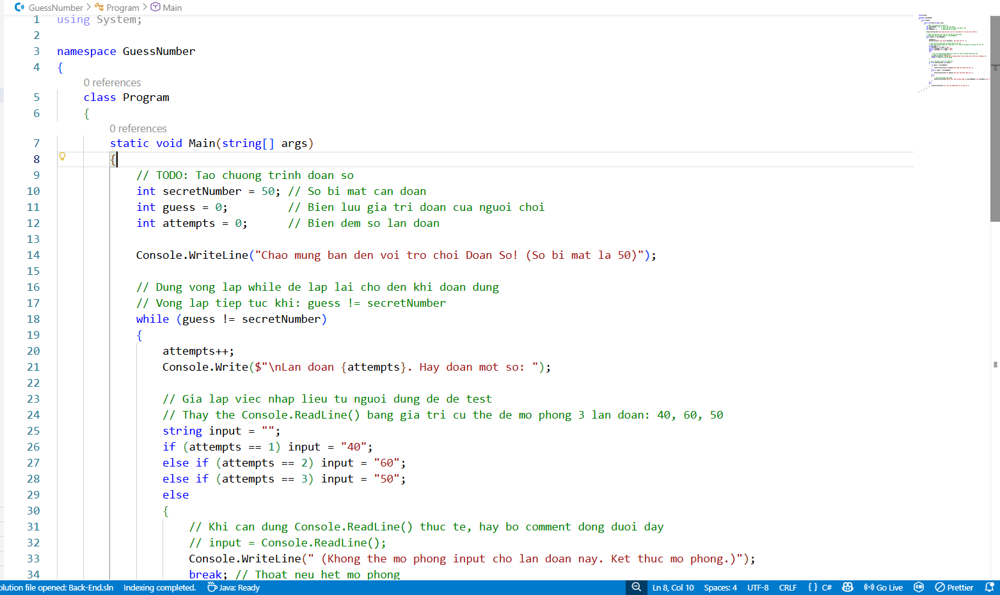 GuessNumber > Program > Main
1 using System;
2
3 namespace GuessNumber
4 {
0 references
5 class Program
6 {
0 references
7 static void Main(string[] args)
8 {
9 // TODO: Tao chuong trinh doan so
10 int secretNumber = 50; // So bi mat can doan
11 int guess = 0;         // Bien luu gia tri doan cua nguoi choi
12 int attempts = 0;      // Bien dem so lan doan
13
14 Console.WriteLine("Chao mung ban den voi tro choi Doan So! (So bi mat la 50)");
15
16 // Dung vong lap while de lap lai cho den khi doan dung
17 // Vong lap tiep tuc khi: guess != secretNumber
18 while (guess != secretNumber)
19 {
20 attempts++;
21 Console.Write($"\nLan doan {attempts}. Hay doan mot so: ");
22
23 // Gia lap viec nhap lieu tu nguoi dung de de test
24 // Thay the Console.ReadLine() bang gia tri cu the de mo phong 3 lan doan: 40, 60, 50
25 string input = "";
26 if (attempts == 1) input = "40";
27 else if (attempts == 2) input = "60";
28 else if (attempts == 3) input = "50";
29 else
30 {
31 // Khi can dung Console.ReadLine() thuc te, hay bo comment dong duoi day
32 // input = Console.ReadLine();
33 Console.WriteLine(" (Khong the mo phong input cho lan doan nay. Ket thuc mo phong.)");
34 break; // Thoat neu het mo phong
olution file opened: Back-End.sln Indexing completed. Java: Ready Ln 8, Col 10 Spaces: 4 UTF-8 CRLF {} C# Go Live Prettier